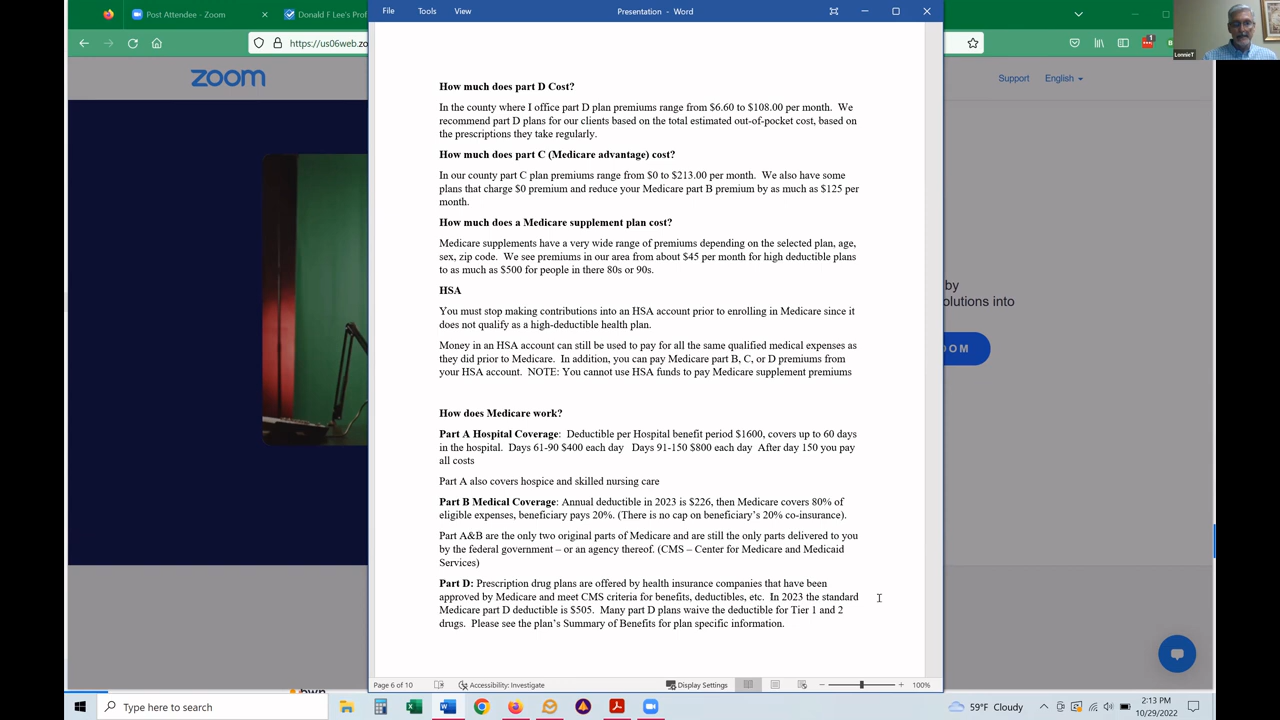 Post Attendee - Zoom
Donald F Lee's Prof
File
Tools
View
Presentation - Word
https://us06web.zo
LonnieT
zoom
Support
English
How much does part D Cost?
In the county where I office part D plan premiums range from $6.60 to $108.00 per month. We
recommend part D plans for our clients based on the total estimated out-of-pocket cost, based on
the prescriptions they take regularly.
How much does part C (Medicare advantage) cost?
In our county part C plan premiums range from $0 to $213.00 per month. We also have some
plans that charge $0 premium and reduce your Medicare part B premium by as much as $125 per
month.
How much does a Medicare supplement plan cost?
Medicare supplements have a very wide range of premiums depending on the selected plan, age,
sex, zip code. We see premiums in our area from about $45 per month for high deductible plans
to as much as $500 for people in there 80s or 90s.
HSA
You must stop making contributions into an HSA account prior to enrolling in Medicare since it
does not qualify as a high-deductible health plan.
Money in an HSA account can still be used to pay for all the same qualified medical expenses as
they did prior to Medicare. In addition, you can pay Medicare part B, C, or D premiums from
your HSA account. NOTE: You cannot use HSA funds to pay Medicare supplement premiums
by
olutions into
OM
How does Medicare work?
Part A Hospital Coverage: Deductible per Hospital benefit period $1600, covers up to 60 days
in the hospital. Days 61-90 $400 each day Days 91-150 $800 each day After day 150 you pay
all costs
Part A also covers hospice and skilled nursing care
Part B Medical Coverage: Annual deductible in 2023 is $226, then Medicare covers 80% of
eligible expenses, beneficiary pays 20%. (There is no cap on beneficiary's 20% co-insurance).
Part A&B are the only two original parts of Medicare and are still the only parts delivered to you
by the federal government – or an agency thereof. (CMS – Center for Medicare and Medicaid
Services)
Part D: Prescription drug plans are offered by health insurance companies that have been
approved by Medicare and meet CMS criteria for benefits, deductibles, etc. In 2023 the standard
Medicare part D deductible is $505. Many part D plans waive the deductible for Tier 1 and 2
drugs. Please see the plan's Summary of Benefits for plan specific information.
Page 6 of 10
Accessibility: Investigate
Display Settings
100%
Type here to search
59°F Cloudy
2:13 PM
10/29/2022